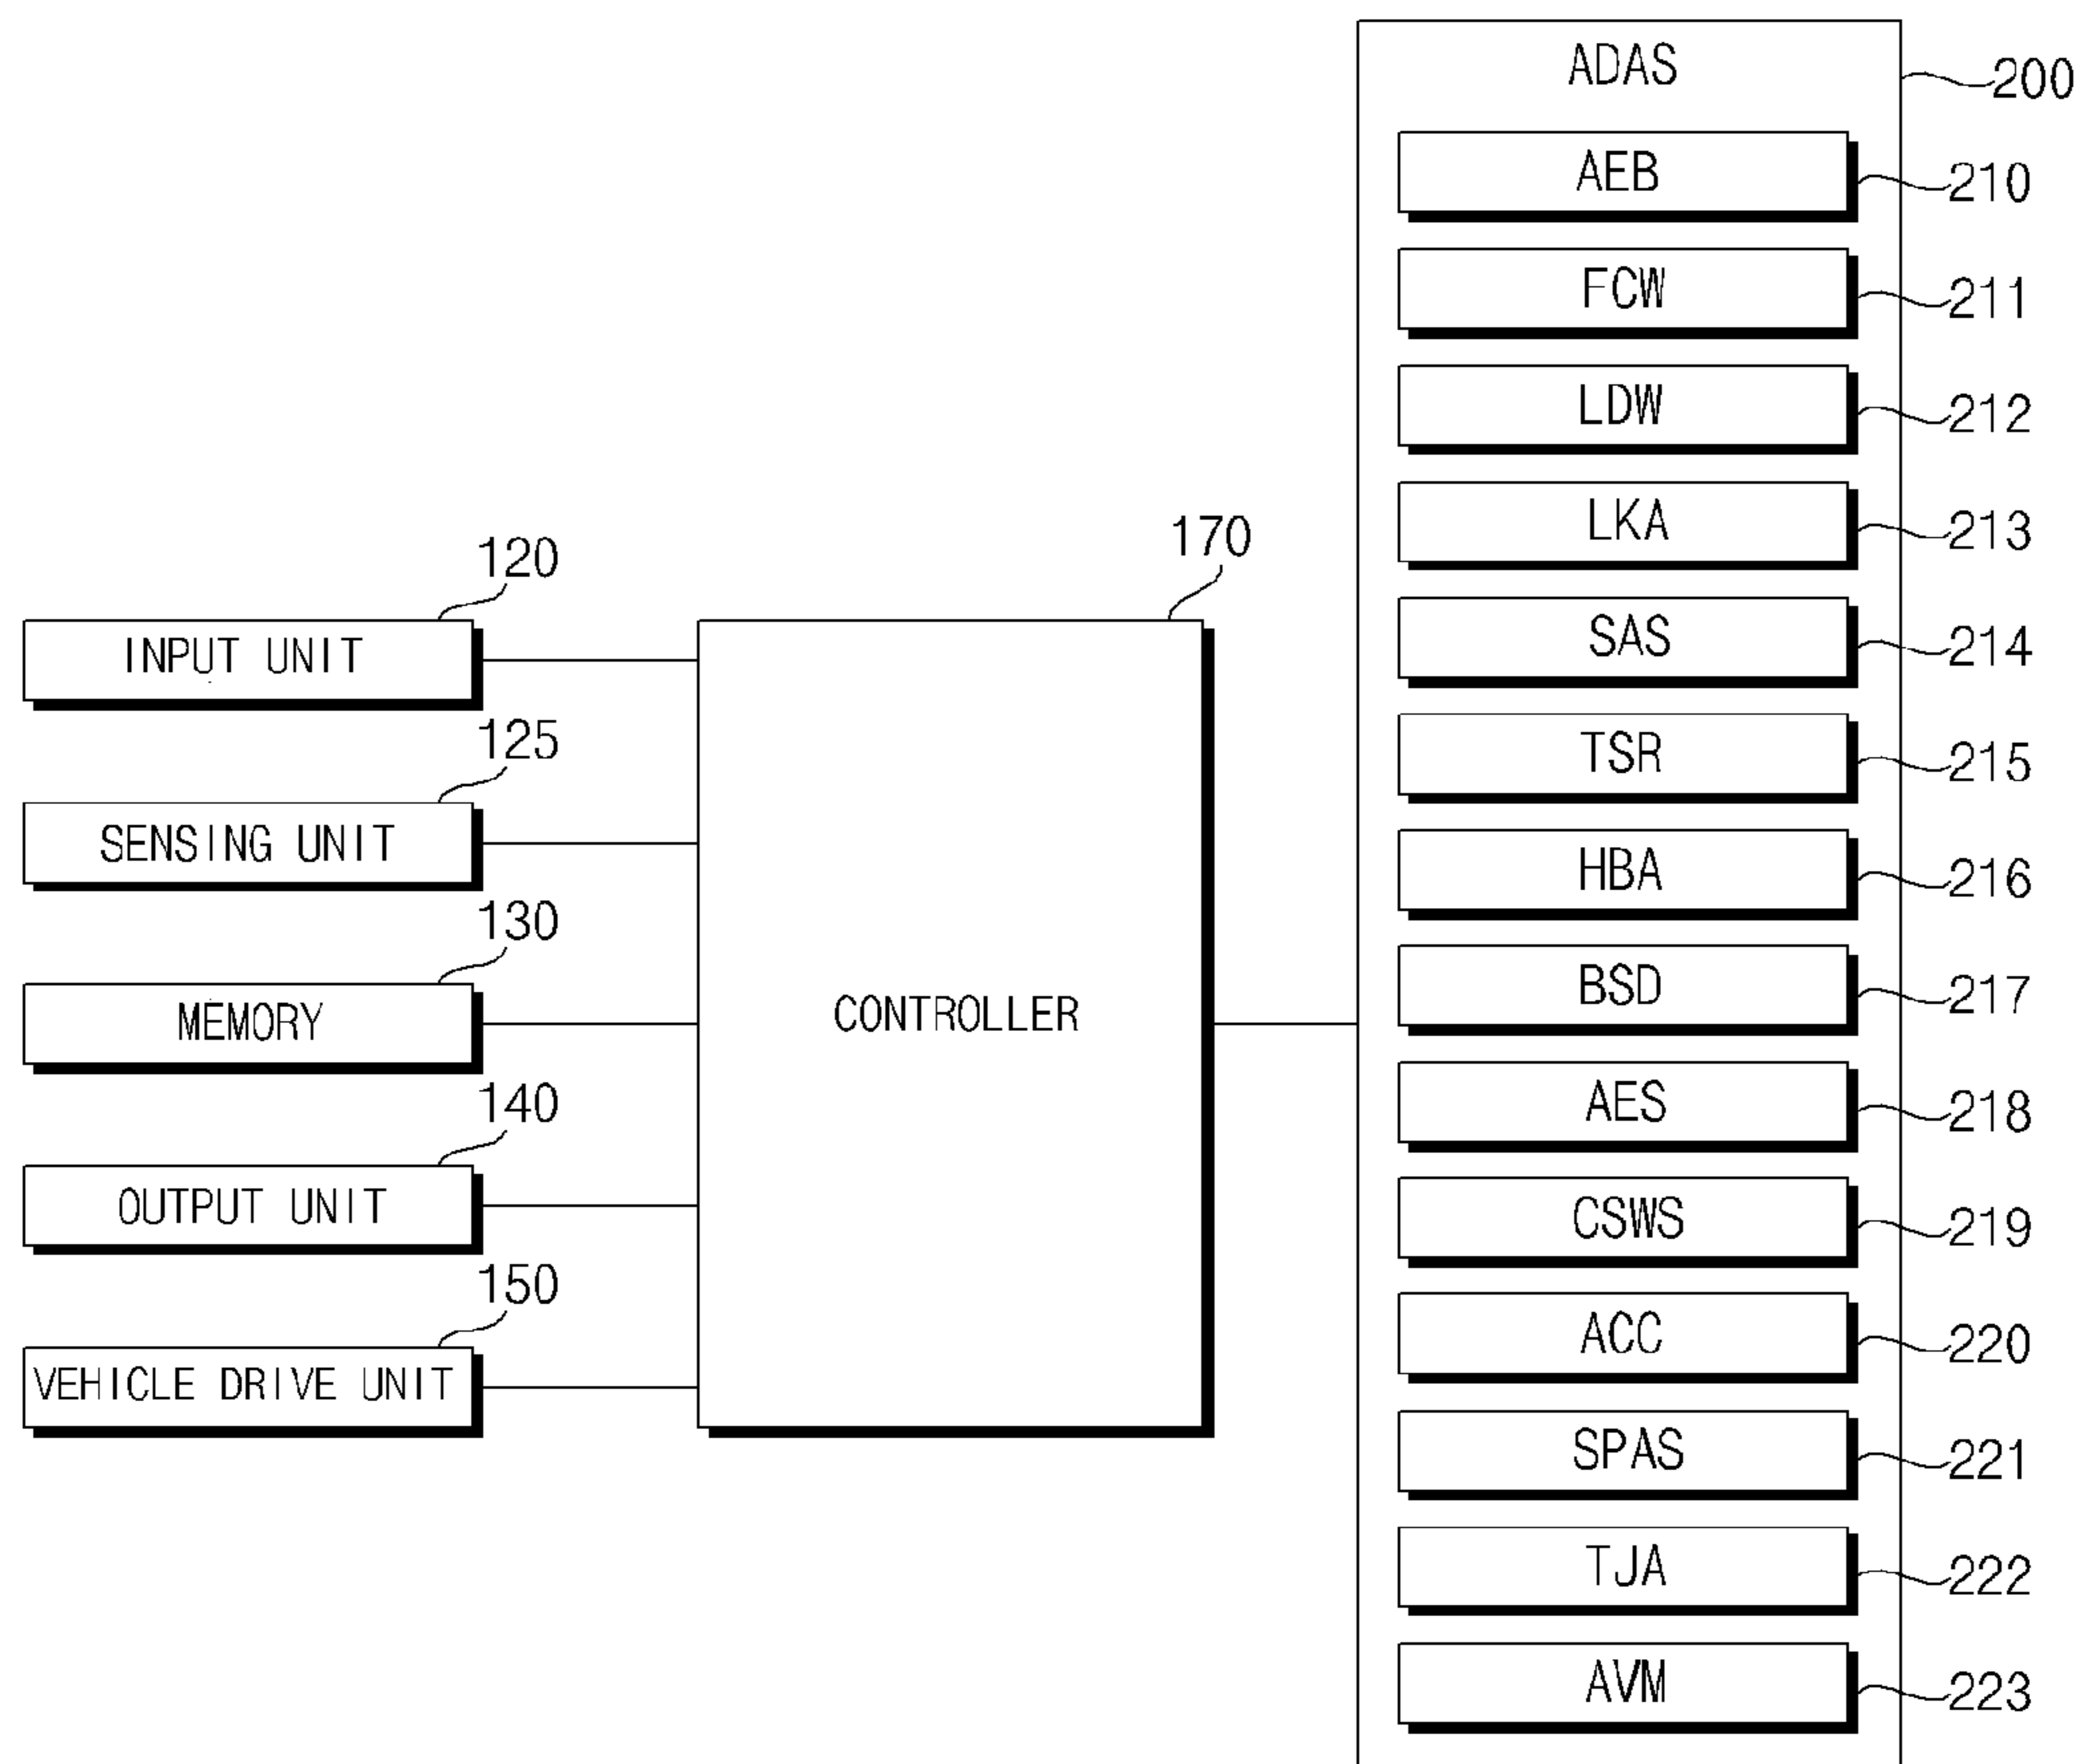 120
INPUT UNIT
125
SENSING UNIT
130
MEMORY
140
OUTPUT UNIT
150
VEHICLE DRIVE UNIT
170
CONTROLLER
ADAS
200
AEB
210
FCW
211
LDW
212
LKA
213
SAS
214
TSR
215
HBA
216
BSD
217
AES
218
CSWS
219
ACC
220
SPAS
221
TJA
222
AVM
223